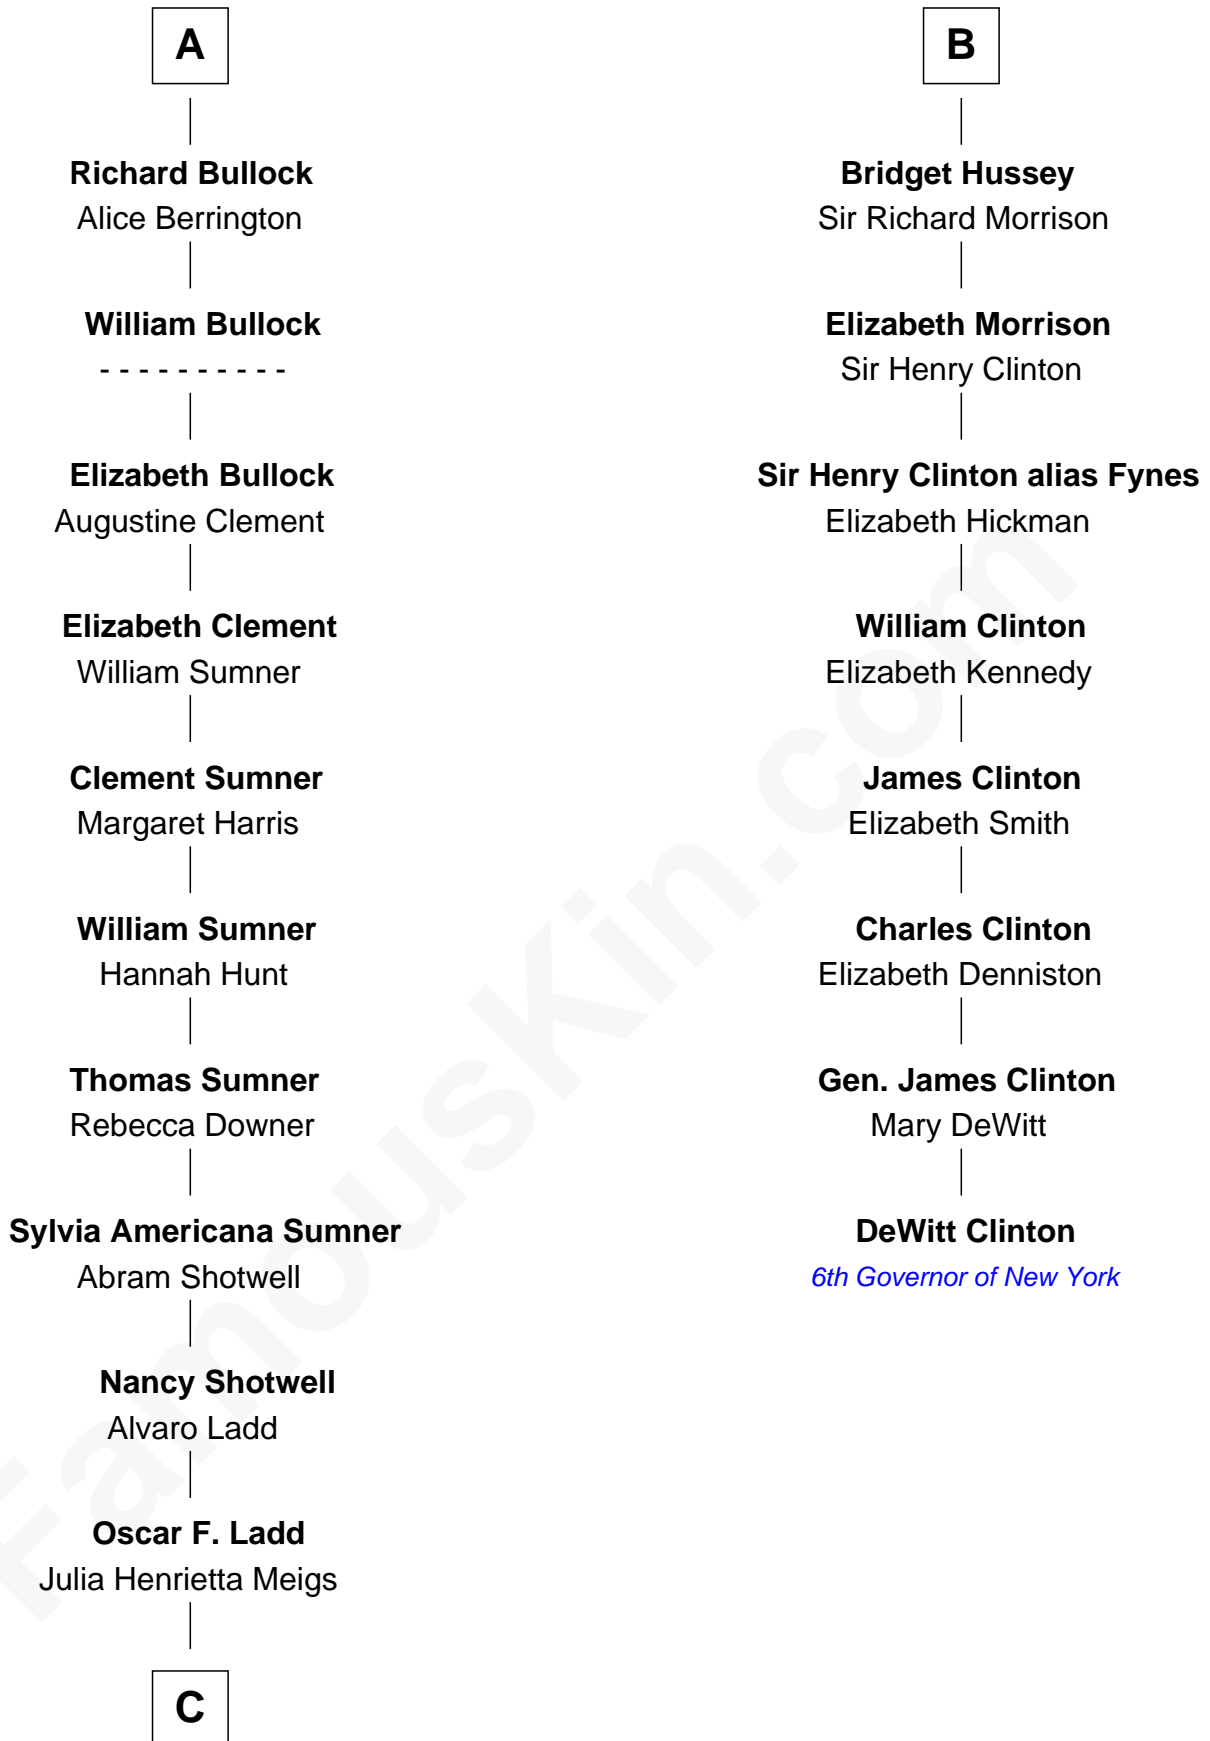 A
Richard Bullock
Alice Berrington
William Bullock
- - - - - - - - - -
Elizabeth Bullock
Augustine Clement
Elizabeth Clement
William Sumner
Clement Sumner
Margaret Harris
William Sumner
Hannah Hunt
Thomas Sumner
Rebecca Downer
Sylvia Americana Sumner
Abram Shotwell
Nancy Shotwell
Alvaro Ladd
Oscar F. Ladd
Julia Henrietta Meigs
C
B
Bridget Hussey
Sir Richard Morrison
Elizabeth Morrison
Sir Henry Clinton
Sir Henry Clinton alias Fynes
Elizabeth Hickman
William Clinton
Elizabeth Kennedy
James Clinton
Elizabeth Smith
Charles Clinton
Elizabeth Denniston
Gen. James Clinton
Mary DeWitt
DeWitt Clinton
6th Governor of New York
FamousKin.com